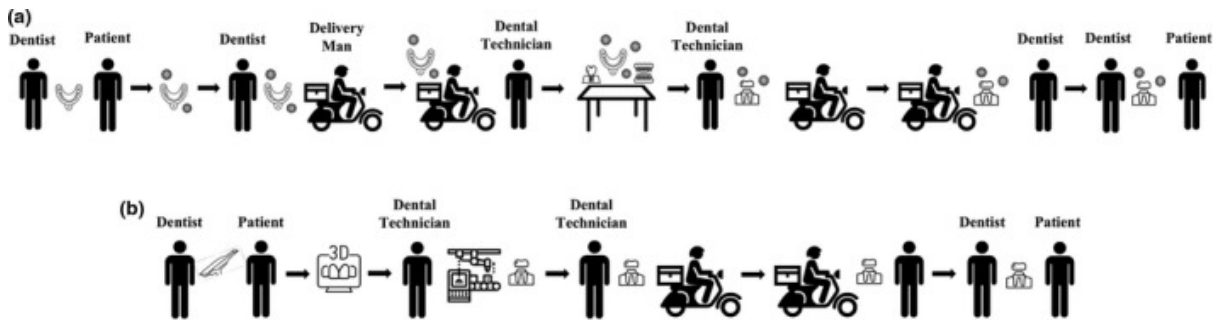 (a)
Dentist Patient Dentist Delivery Man Dental Technician Dental Technician Dentist Dentist Patient
(b)
Dentist Patient 3D Dental Technician Dental Technician Dentist Patient